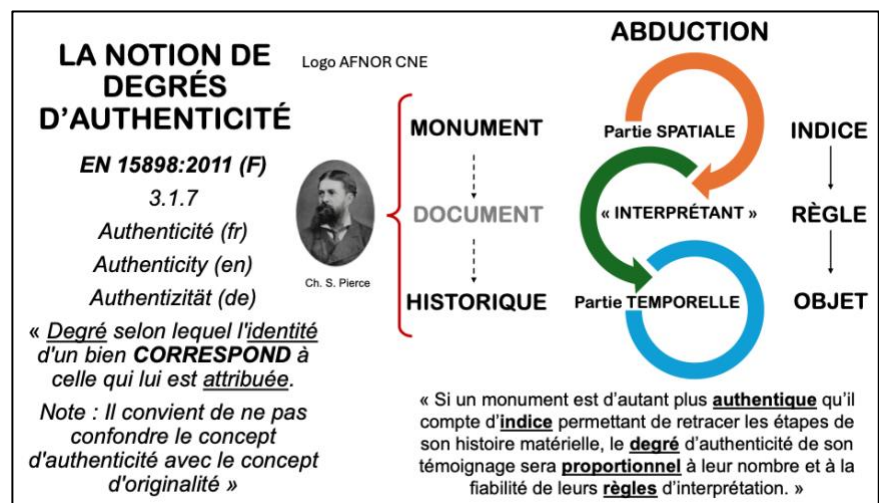 LA NOTION DE
DEGRÉS
D'AUTHENTICITÉ
EN 15898:2011 (F)
3.1.7
Authenticité (fr)
Authenticity (en)
Authentizität (de)
« Degré selon lequel l'identité
d'un bien CORRESPOND à
celle qui lui est attribuée.
Note : Il convient de ne pas
confondre le concept
d'authenticité avec le concept
d'originalité »
Logo AFNOR CNE
Ch. S. Pierce
MONUMENT
DOCUMENT
HISTORIQUE
ABDUCTION
Partie SPATIALE
« INTERPRÉTANT »
Partie TEMPORELLE
INDICE
RÈGLE
OBJET
« Si un monument est d'autant plus authentique qu'il
compte d'indice permettant de retracer les étapes de
son histoire matérielle, le degré d'authenticité de son
témoignage sera proportionnel à leur nombre et à la
fiabilité de leurs règles d'interprétation. »